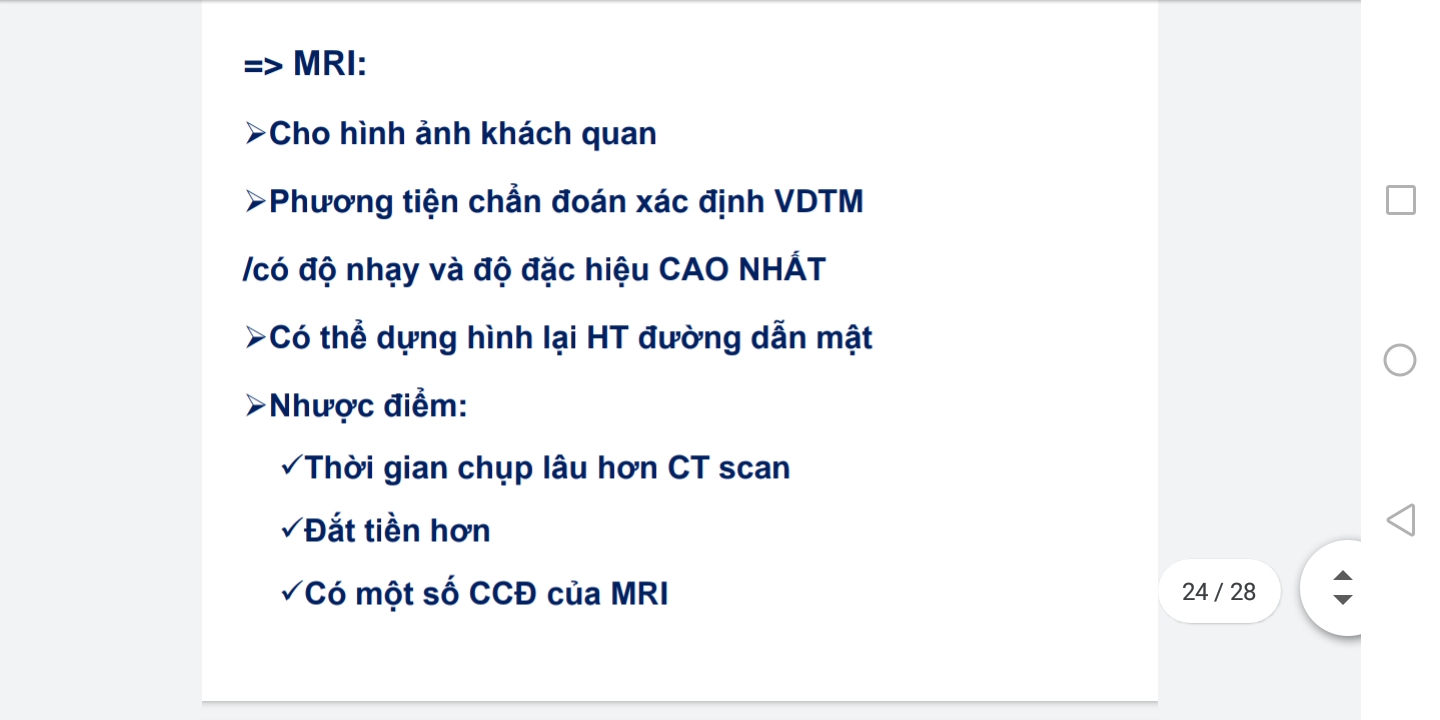 => MRI:
➢Cho hình ảnh khách quan
➢Phương tiện chẩn đoán xác định VDTM
/có độ nhạy và độ đặc hiệu CAO NHẤT
➢Có thể dựng hình lại HT đường dẫn mật
➢Nhược điểm:
✓Thời gian chụp lâu hơn CT scan
✓Đắt tiền hơn
✓Có một số CCĐ của MRI
24 / 28